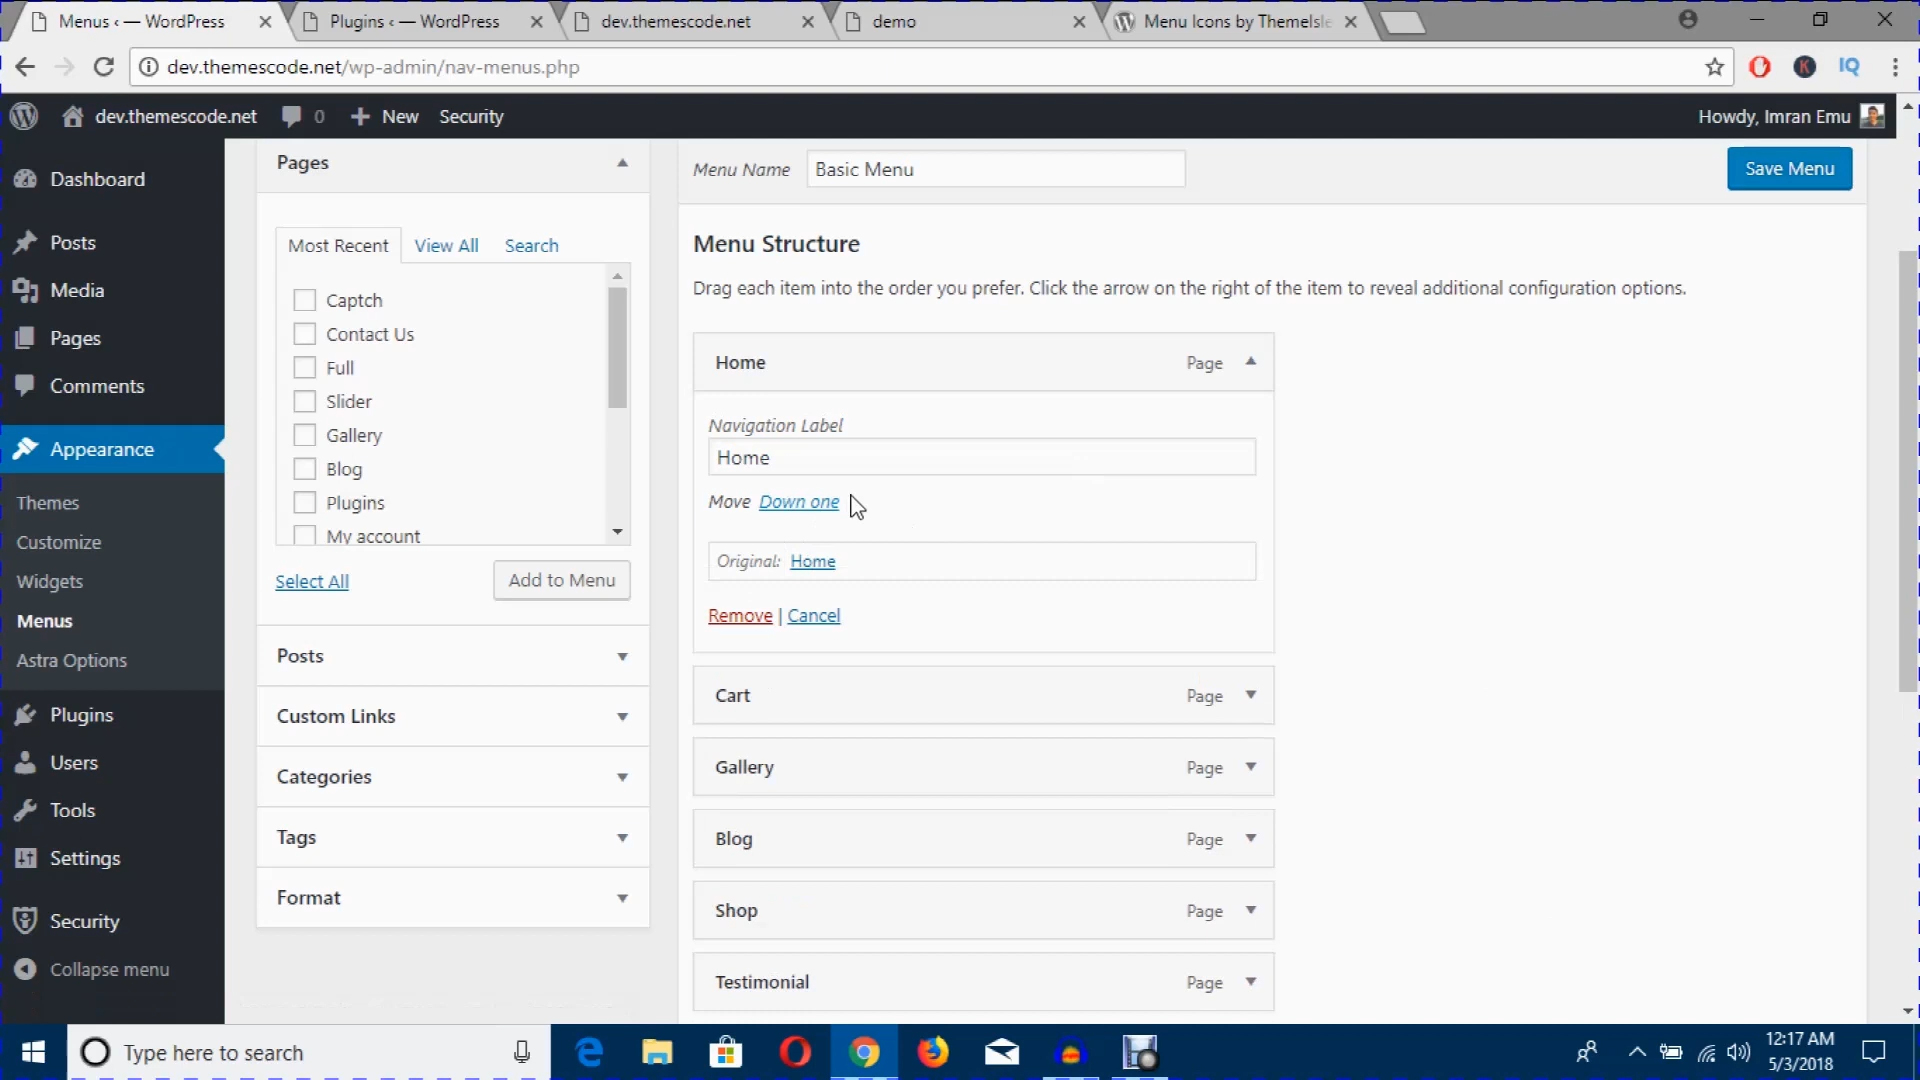 Menus ‹ — WordPress
Plugins ‹ — WordPress
dev.themescode.net
demo
Menu Icons by ThemeIsle
dev.themescode.net/wp-admin/nav-menus.php
IQ
K
dev.themescode.net
0
New
Security
Howdy, Imran Emu
Dashboard
Posts
Media
Pages
Comments
Appearance
Themes
Customize
Widgets
Menus
Astra Options
Plugins
Users
Tools
Settings
Security
Collapse menu
Pages
Most Recent
View All
Search
Captch
Contact Us
Full
Slider
Gallery
Blog
Plugins
My account
Select All
Add to Menu
Posts
Custom Links
Categories
Tags
Format
Menu Name
Basic Menu
Save Menu
Menu Structure
Drag each item into the order you prefer. Click the arrow on the right of the item to reveal additional configuration options.
Home Page
Navigation Label
Home
Move Down one
Original: Home
Remove | Cancel
Cart Page
Gallery Page
Blog Page
Shop Page
Testimonial Page
Type here to search
12:17 AM
5/3/2018